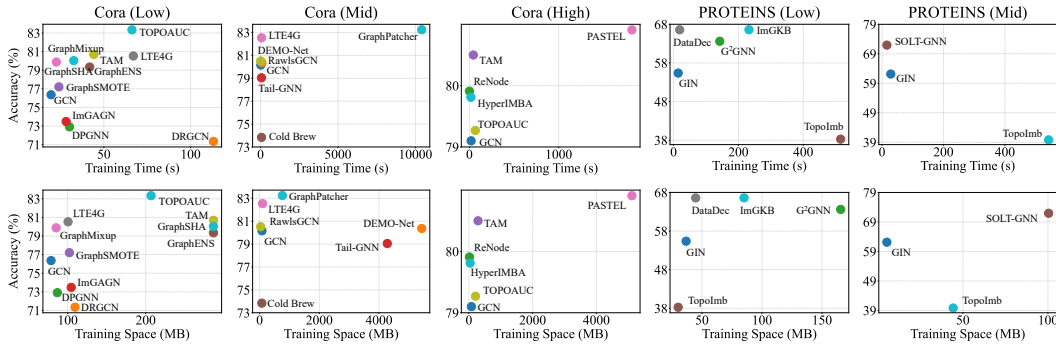 Cora (Low) Cora (Mid) Cora (High) PROTEINS (Low) PROTEINS (Mid)
Accuracy (%)
83
81
79
77
75
73
71
TOPOAUC
GraphMixup
TAM
LTE4G
GraphSHA
GraphENS
GraphSMOTE
GCN
ImGAGN
DPGNN
DRGCN
50 100
Training Time (s)
83
81
79
77
75
73
LTE4G
GraphPatcher
DEMO-Net
RawlsGCN
GCN
Tail-GNN
Cold Brew
0 5000 10000
Training Time (s)
80
79
PASTEL
TAM
ReNode
HyperIMBA
TOPOAUC
GCN
0 1000
Training Time (s)
68
58
48
38
DataDec
ImGKB
G²GNN
GIN
TopoImb
0 200 400
Training Time (s)
79
69
59
49
39
SOLT-GNN
GIN
TopoImb
0 200 400
Training Time (s)
Accuracy (%)
83
81
79
77
75
73
71
TOPOAUC
LTE4G
TAM
GraphMixup
GraphSHA
GraphENS
GraphSMOTE
GCN
ImGAGN
DPGNN
DRGCN
100 200
Training Space (MB)
83
81
79
77
75
73
GraphPatcher
LTE4G
RawlsGCN
DEMO-Net
GCN
Tail-GNN
Cold Brew
0 2000 4000
Training Space (MB)
80
79
PASTEL
TAM
ReNode
HyperIMBA
TOPOAUC
GCN
0 2000 4000
Training Space (MB)
68
58
48
38
DataDec
ImGKB
G²GNN
GIN
TopoImb
50 100 150
Training Space (MB)
79
69
59
49
39
SOLT-GNN
GIN
TopoImb
50 100
Training Space (MB)